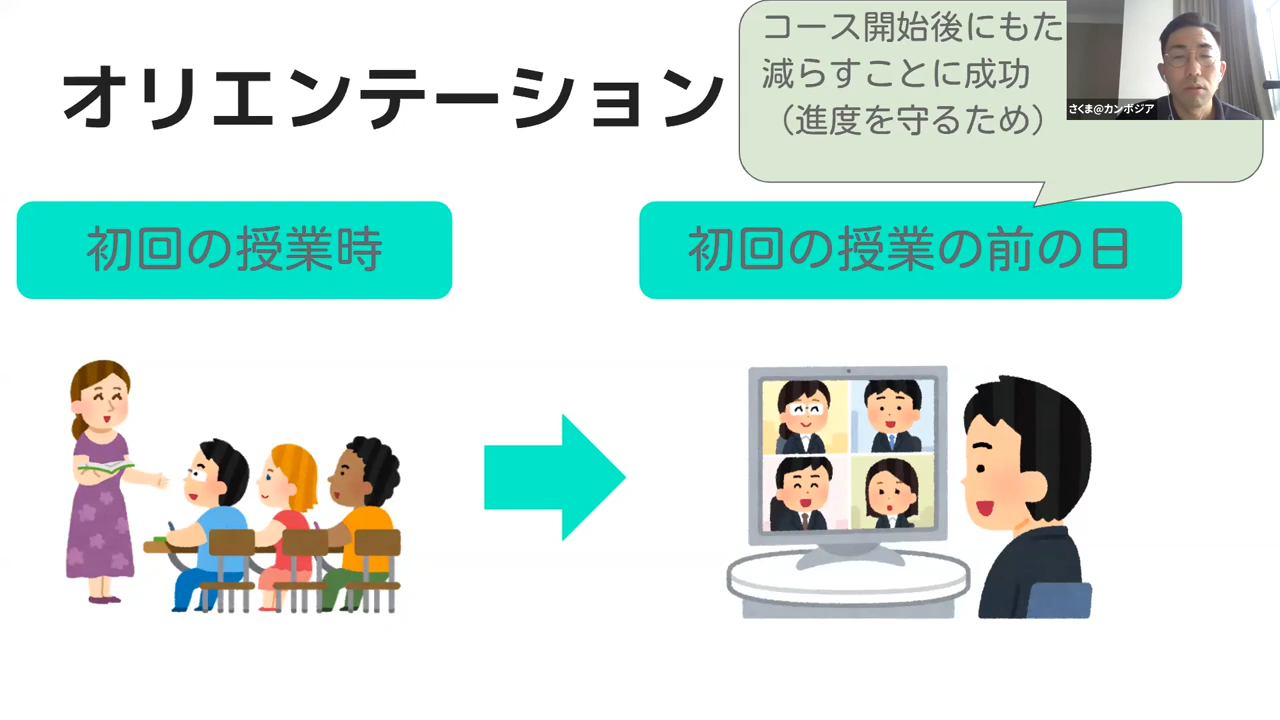 オリエンテーション
コース開始後にもた
減らすことに成功
（進度を守るため）
さくま@カンボジア
初回の授業時
初回の授業の前の日